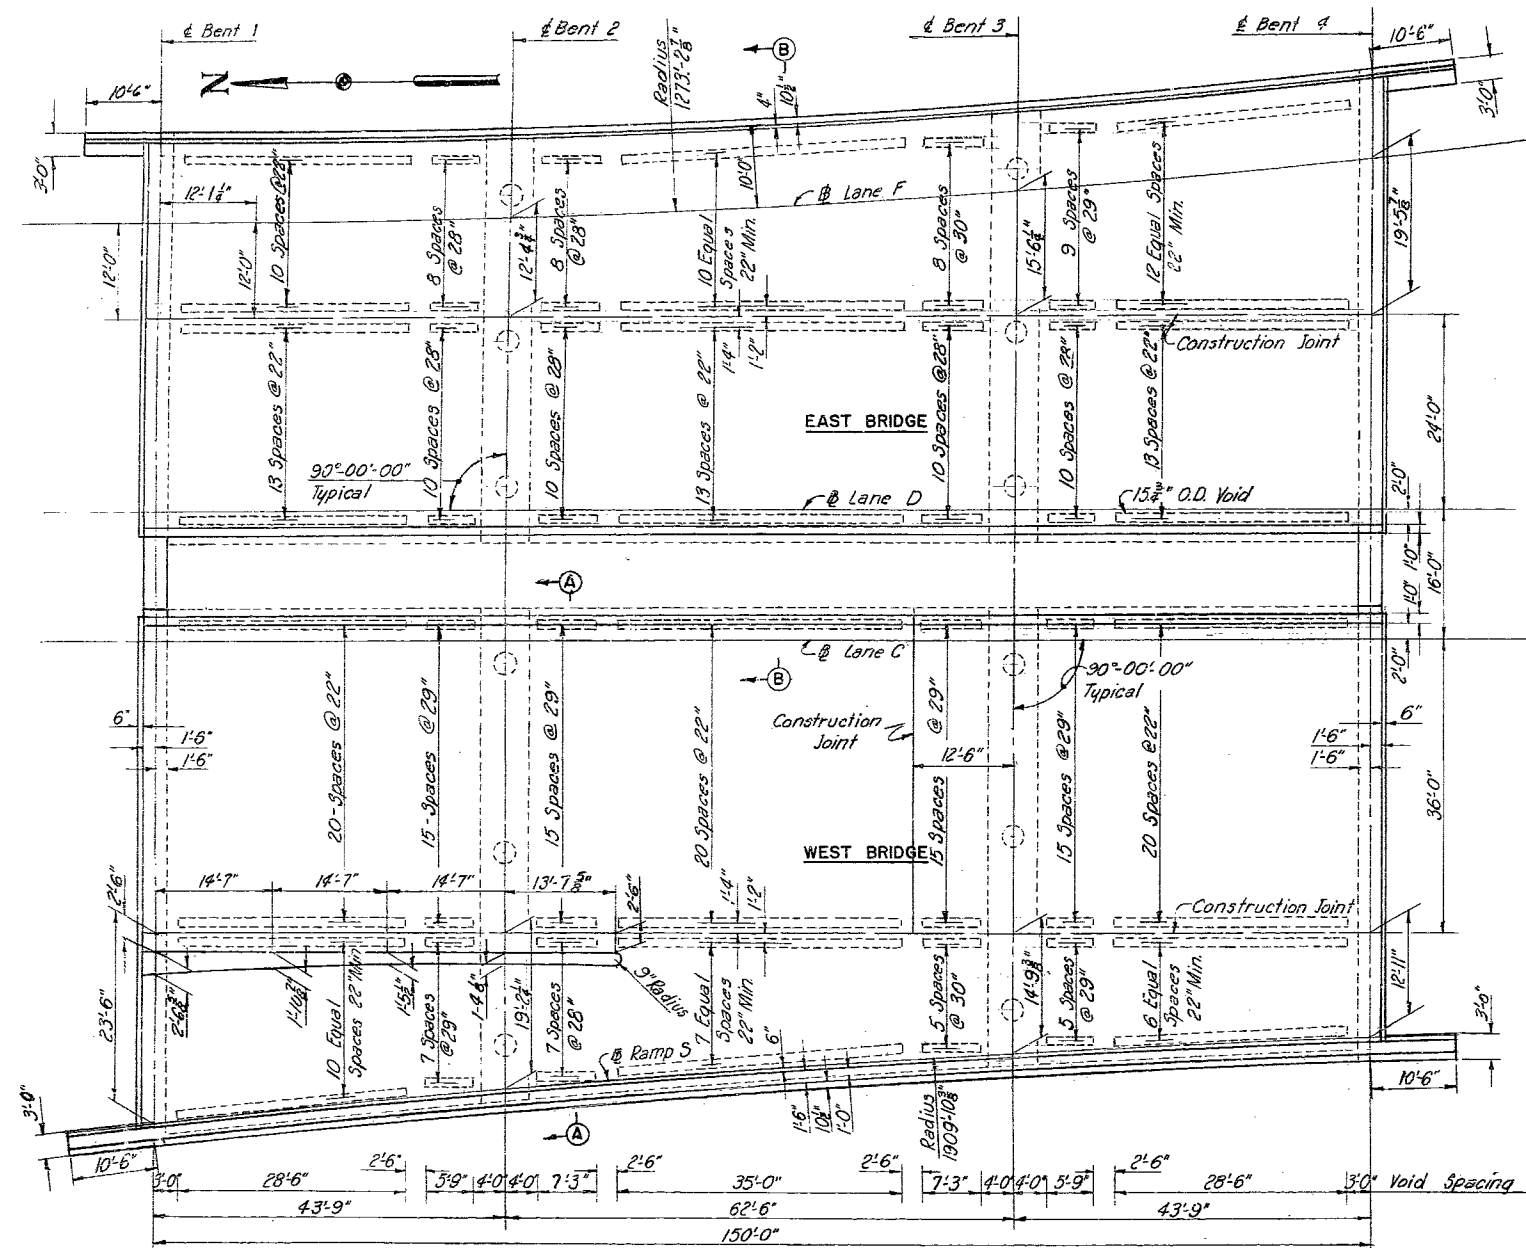 ₵ Bent 1
₵ Bent 2
₵ Bent 3
₵ Bent 4
Radius
1273'-2 7/8"
B
N
10'-6"
10'-6"
3'-0"
3'-0"
4"
10½"
10'-0"
12'-1¼"
10 Spaces @ 28"
8 Spaces
@ 28"
12'-4¾"
8 Spaces
@ 28"
10 Equal
Spaces
22" Min.
℔ Lane F
8 Spaces
@ 30"
15'-6½"
9 Spaces
@ 29"
12 Equal Spaces
22" Min.
19'-5⅞"
12'-0"
12'-0"
1'-4"
1'-2"
Construction Joint
13 Spaces @ 22"
10 Spaces @ 28"
10 Spaces @ 28"
13 Spaces @ 22"
EAST BRIDGE
10 Spaces @ 28"
10 Spaces @ 28"
13 Spaces @ 22"
24'-0"
90°-00'-00"
Typical
℔ Lane D
15¾" O.D. Void
2'-0"
1'-0"
16'-0"
1'-0"
A
℔ Lane C
2'-0"
B
90°-00'-00"
Typical
6"
1'-6"
1'-6"
20-Spaces @ 22"
15-Spaces @ 29"
15 Spaces @ 29"
20 Spaces @ 22"
Construction
Joint
12'-6"
15 Spaces @ 29"
15 Spaces @ 29"
20 Spaces @ 22"
6"
1'-6"
1'-6"
36'-0"
WEST BRIDGE
2'-6"
14'-7"
14'-7"
14'-7"
13'-7⅝"
2'-6"
1'-4"
1'-2"
Construction Joint
23'-6"
1'-10½"
10 Equal
Spaces 22" Min
1'-5½"
7 Spaces
@ 29"
19'-2¼"
7 Spaces
@ 28"
9" Radius
7 Equal
Spaces
22" Min.
6"
5 Spaces
@ 30"
14'-9⅜"
5 Spaces
@ 29"
6 Equal
Spaces
22" Min.
12'-11"
3'-0"
℔ Ramp S
1'-6"
10½"
1'-0"
Radius
1909'-10⅜"
10'-6"
3'-0"
A
10'-6"
2'-6"
2'-6"
2'-6"
2'-6"
3'-0"
28'-6"
5'-9"
4'-0"
4'-0"
7'-3"
35'-0"
7'-3"
4'-0"
4'-0"
5'-9"
28'-6"
3'-0"
Void Spacing
43'-9"
62'-6"
43'-9"
150'-0"